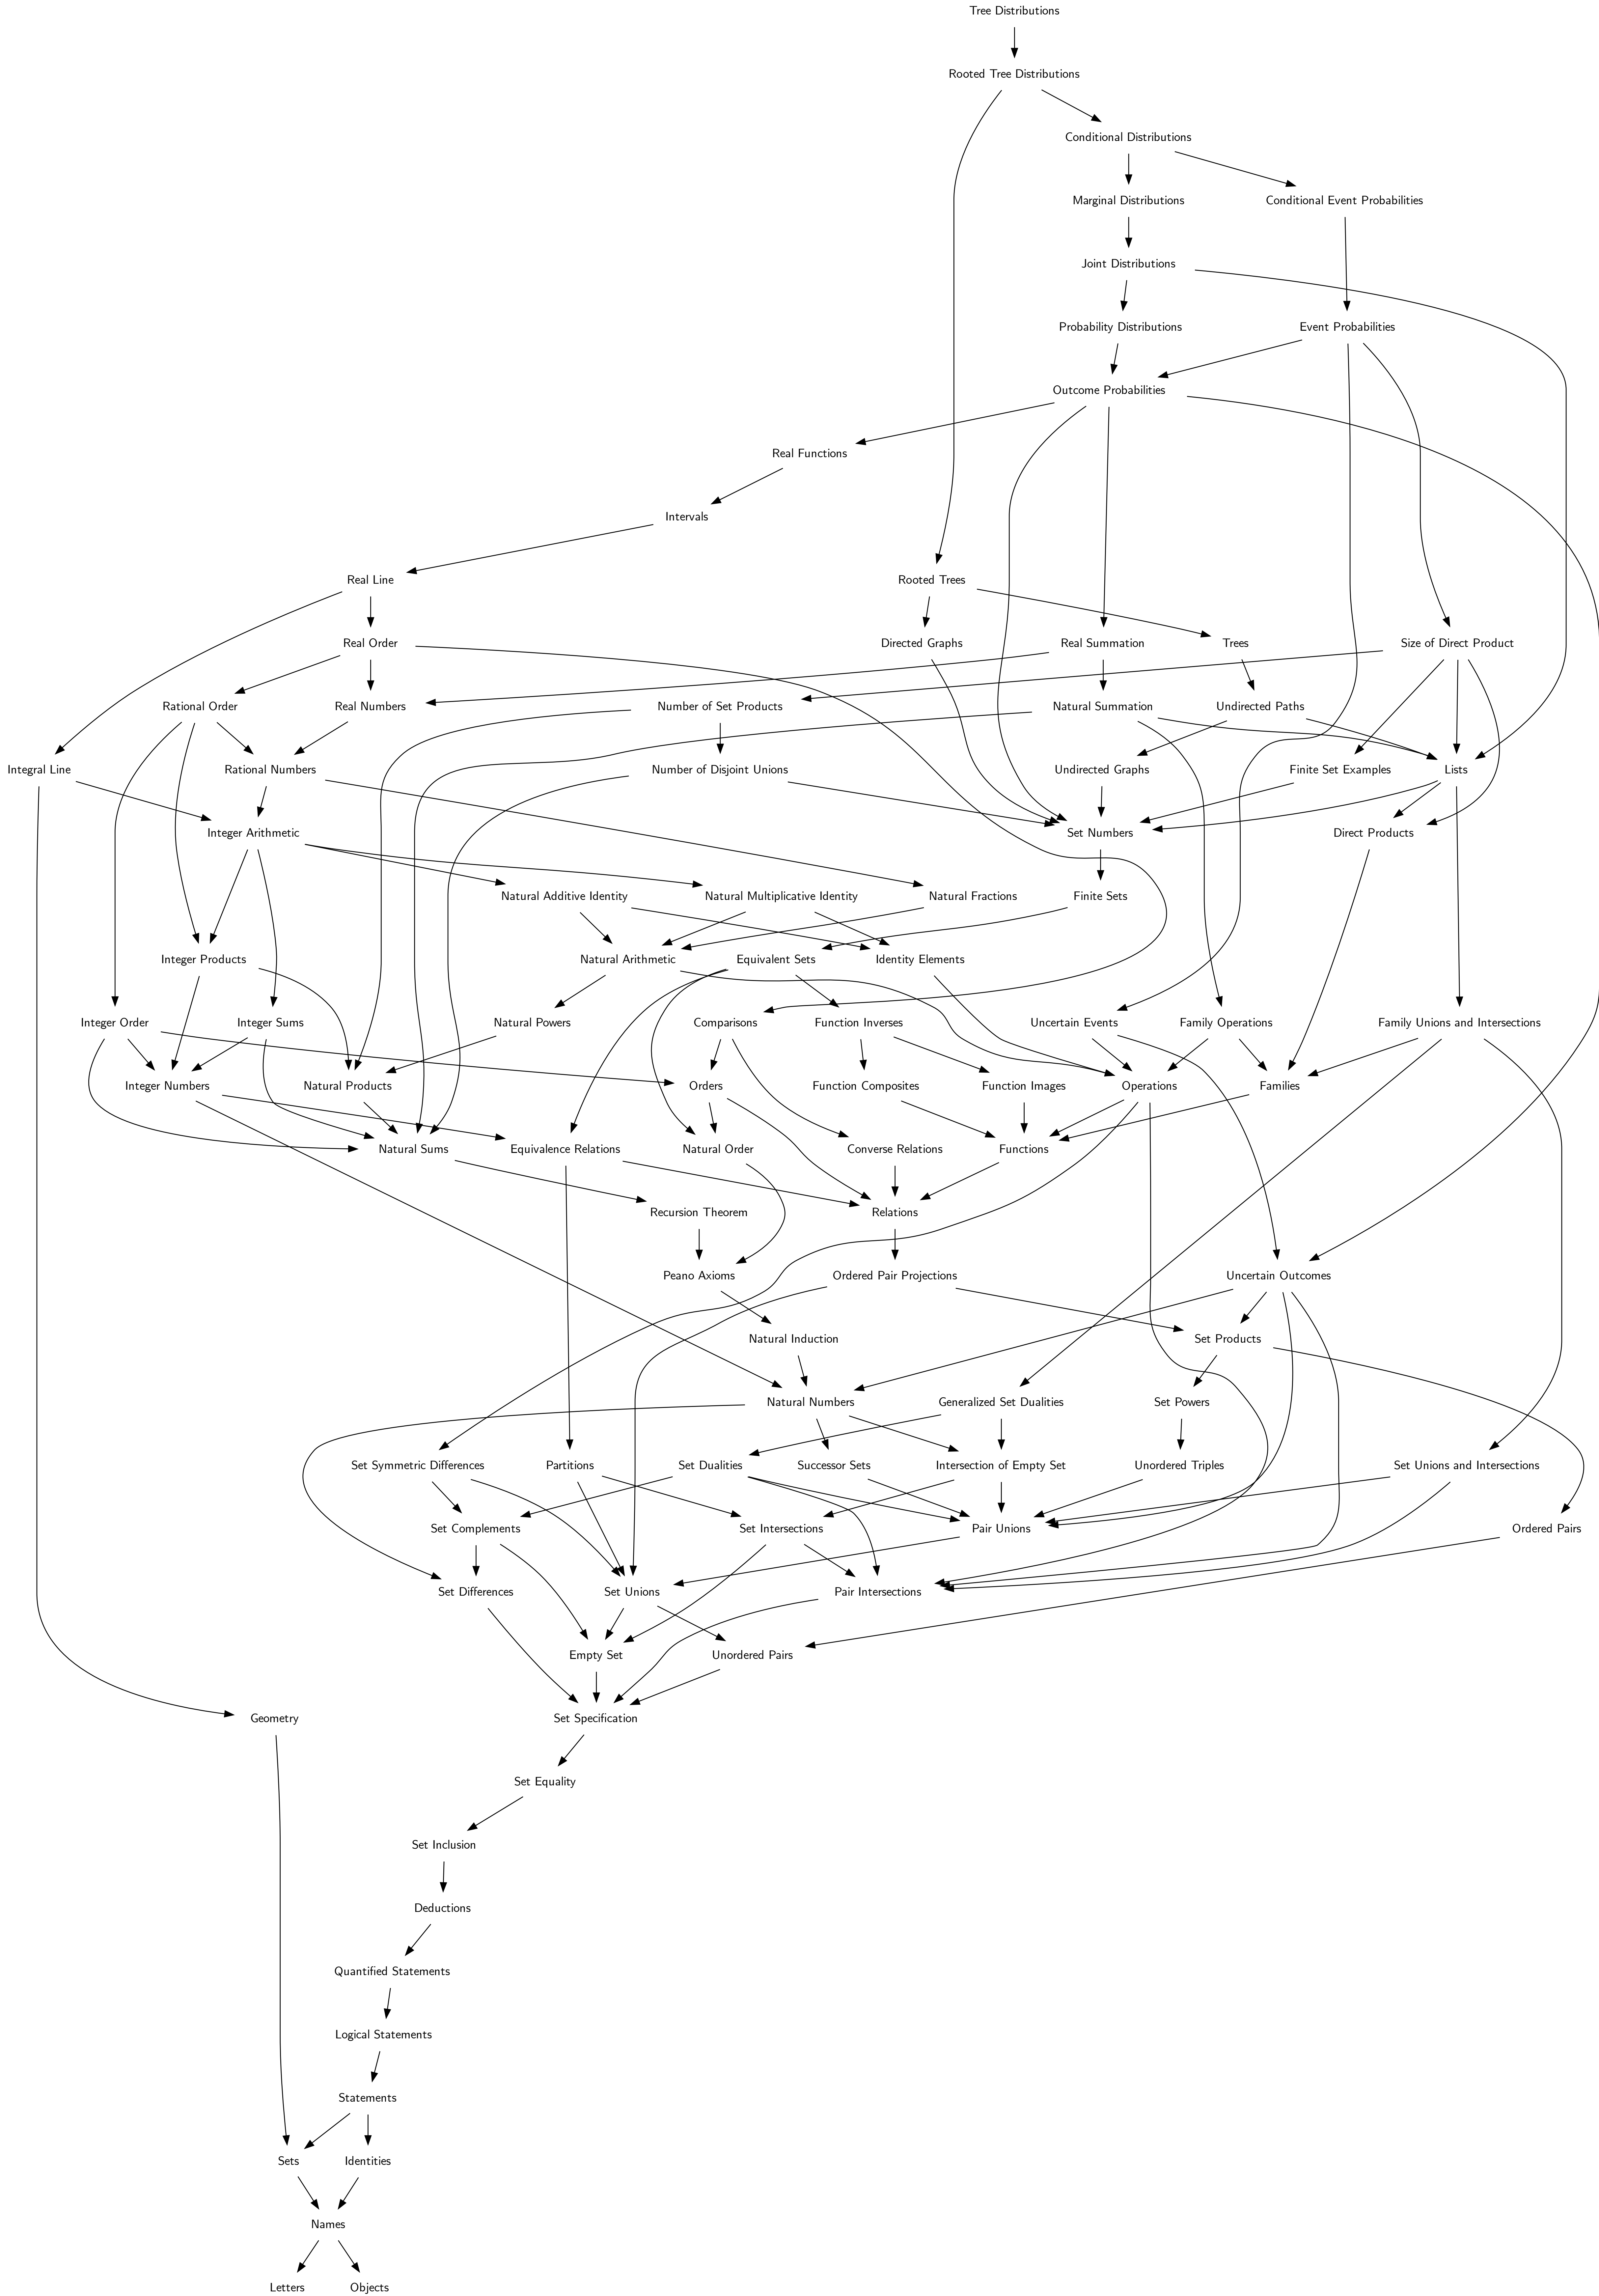 Tree Distributions
Rooted Tree Distributions
Conditional Distributions
Marginal Distributions
Conditional Event Probabilities
Joint Distributions
Probability Distributions
Event Probabilities
Outcome Probabilities
Real Functions
Intervals
Real Line
Rooted Trees
Real Order
Directed Graphs
Real Summation
Trees
Size of Direct Product
Rational Order
Real Numbers
Number of Set Products
Natural Summation
Undirected Paths
Integral Line
Rational Numbers
Number of Disjoint Unions
Undirected Graphs
Finite Set Examples
Lists
Integer Arithmetic
Set Numbers
Direct Products
Natural Additive Identity
Natural Multiplicative Identity
Natural Fractions
Finite Sets
Integer Products
Natural Arithmetic
Equivalent Sets
Identity Elements
Integer Order
Integer Sums
Natural Powers
Comparisons
Function Inverses
Uncertain Events
Family Operations
Family Unions and Intersections
Integer Numbers
Natural Products
Orders
Function Composites
Function Images
Operations
Families
Natural Sums
Equivalence Relations
Natural Order
Converse Relations
Functions
Recursion Theorem
Relations
Peano Axioms
Ordered Pair Projections
Uncertain Outcomes
Natural Induction
Set Products
Natural Numbers
Generalized Set Dualities
Set Powers
Set Symmetric Differences
Partitions
Set Dualities
Successor Sets
Intersection of Empty Set
Unordered Triples
Set Unions and Intersections
Set Complements
Set Intersections
Pair Unions
Ordered Pairs
Set Differences
Set Unions
Pair Intersections
Empty Set
Unordered Pairs
Geometry
Set Specification
Set Equality
Set Inclusion
Deductions
Quantified Statements
Logical Statements
Statements
Sets
Identities
Names
Letters
Objects